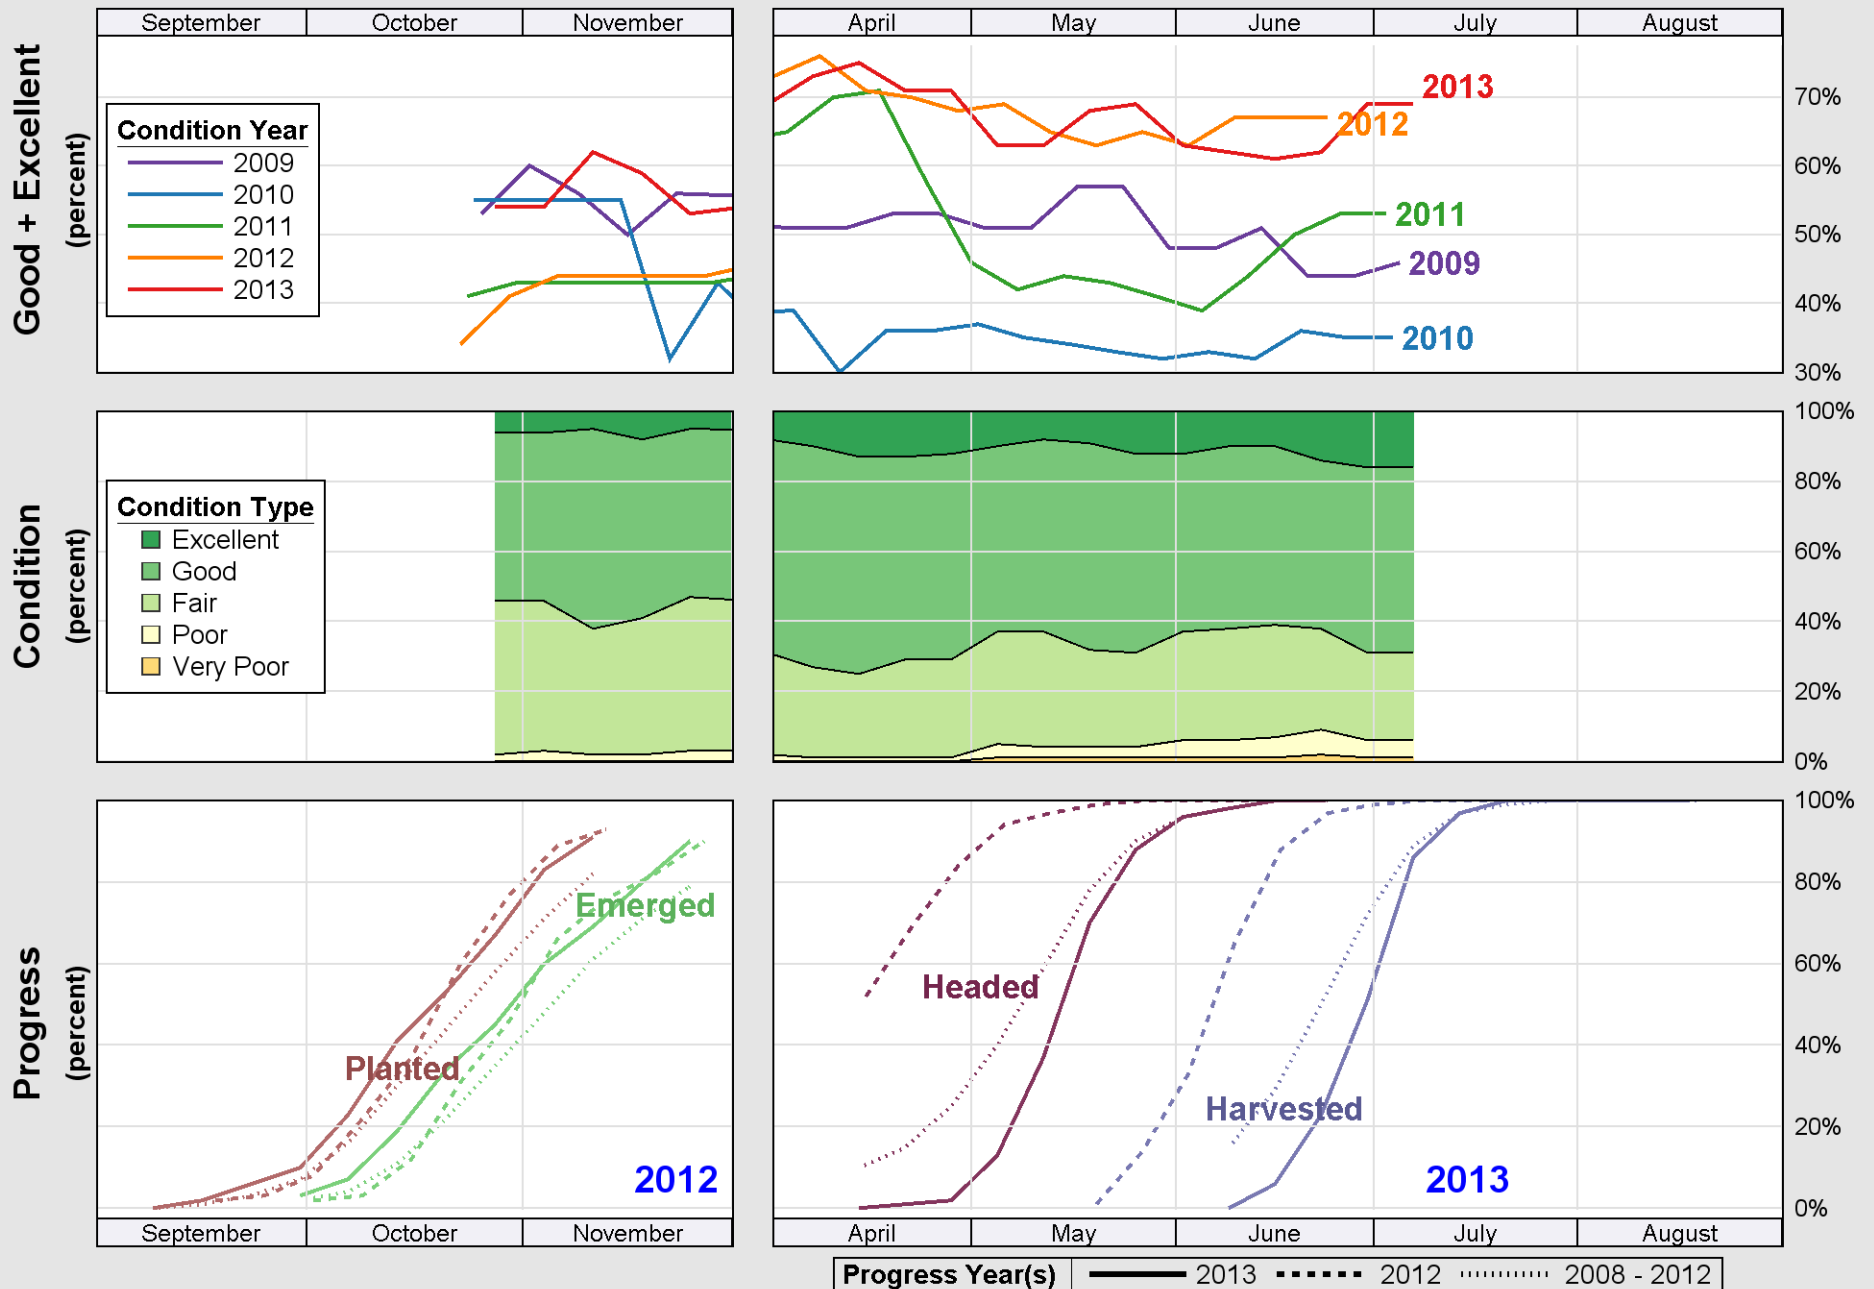 September October November April May June July August
Good + Excellent
(percent)
Condition Year
2009
2010
2011
2012
2013
2013
2012
2011
2009
2010
70%
60%
50%
40%
30%
Condition
(percent)
Condition Type
Excellent
Good
Fair
Poor
Very Poor
100%
80%
60%
40%
20%
0%
Progress
(percent)
Planted
Emerged
2012
Headed
Harvested
2013
100%
80%
60%
40%
20%
0%
September October November April May June July August
Progress Year(s) 2013 2012 2008 - 2012